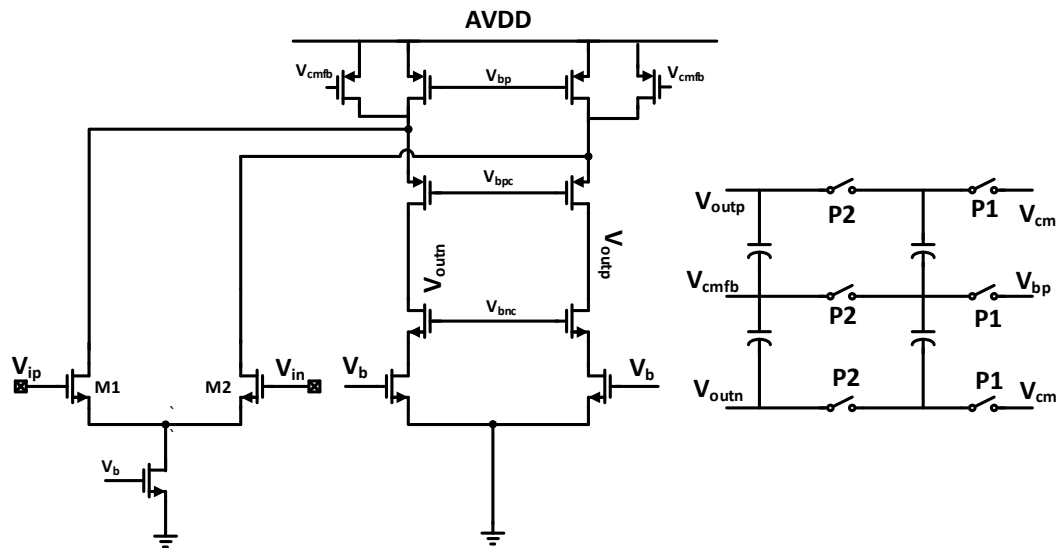 AVDD
Vcmfb Vbp Vcmfb
Vbpc
Voutn Voutp
Vbnc
Vip M1 M2 Vin Vb Vb
Vb
Voutp P2 P1 Vcm
Vcmfb P2 P1 Vbp
Voutn P2 P1 Vcm